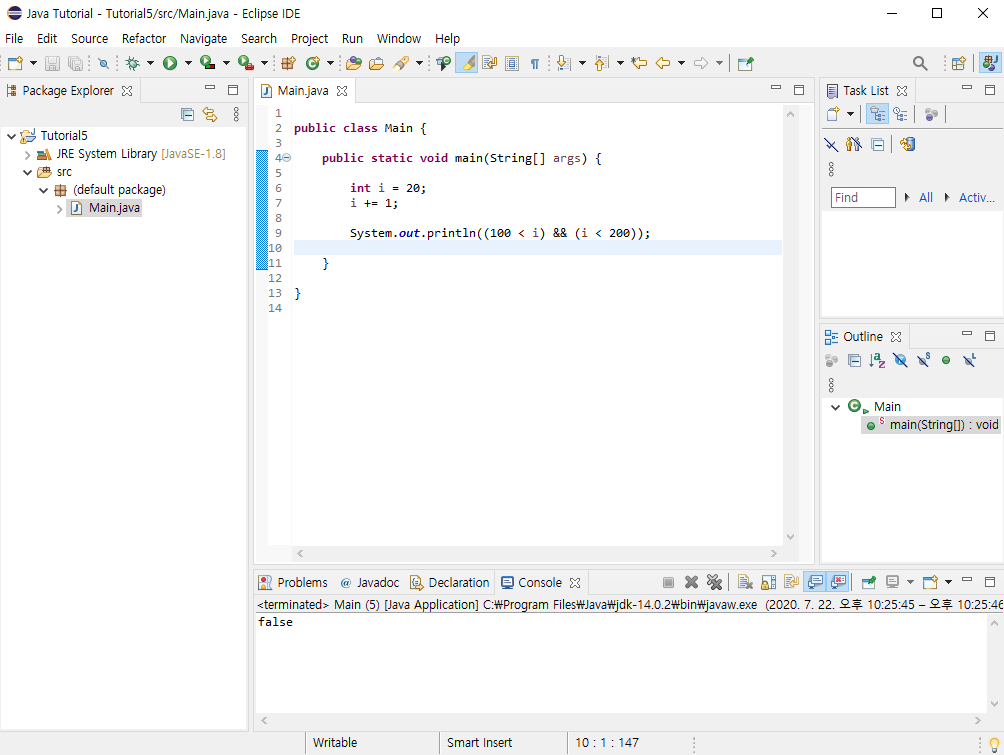 Java Tutorial - Tutorial5/src/Main.java - Eclipse IDE
File Edit Source Refactor Navigate Search Project Run Window Help
Package Explorer
Tutorial5
JRE System Library [JavaSE-1.8]
src
(default package)
Main.java
Main.java
1
2 public class Main {
3
4 public static void main(String[] args) {
5
6 int i = 20;
7 i += 1;
8
9 System.out.println((100 < i) && (i < 200));
10
11 }
12
13 }
14
Task List
Find All Activ...
Outline
Main
main(String[]) : void
Problems @ Javadoc Declaration Console
<terminated> Main (5) [Java Application] C:₩Program Files₩Java₩jdk-14.0.2₩bin₩javaw.exe (2020. 7. 22. 오후 10:25:45 – 오후 10:25:46
false
Writable Smart Insert 10 : 1 : 147